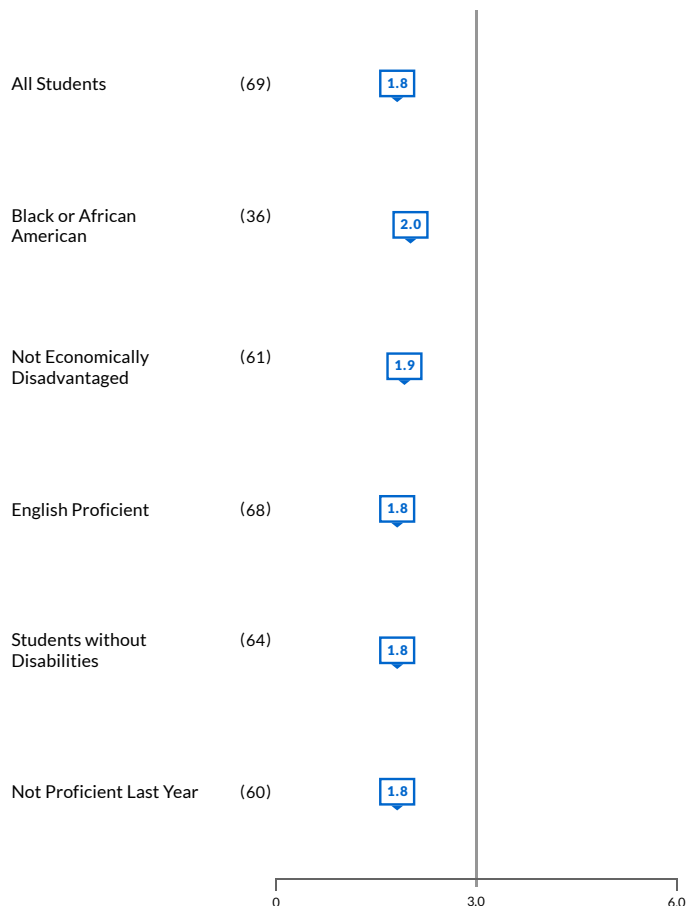 All Students (69) 1.8
Black or African (36) 2.0
American
Not Economically (61) 1.9
Disadvantaged
English Proficient (68) 1.8
Students without (64) 1.8
Disabilities
Not Proficient Last Year (60) 1.8
0 3.0 6.0